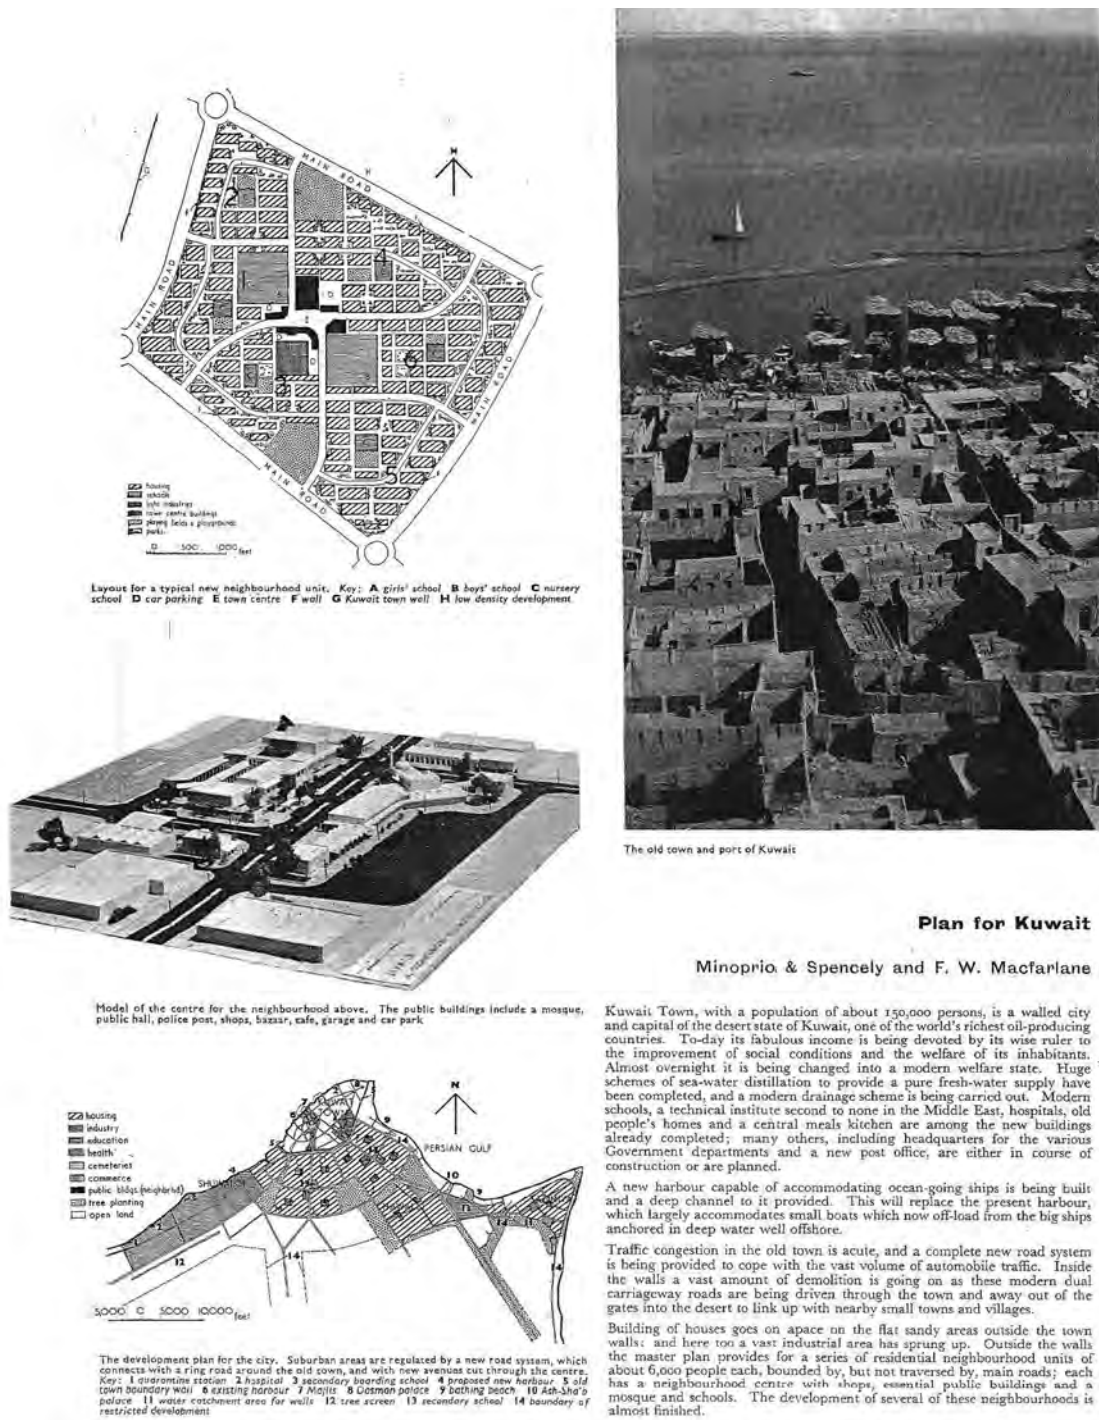 MAIN ROAD
H
N
G
2
4
MAIN ROAD
D
D
E
D
6
3
MAIN ROAD
5
MAIN ROAD
housing
schools
light industries
town centre buildings
playing fields & playgrounds
parks
0 500 1000 feet
Layout for a typical new neighbourhood unit. Key: A girls' school B boys' school C nursery
school D car parking E town centre F wall G Kuwait town wall H low density development
The old town and port of Kuwait
Plan for Kuwait
Minoprio & Spencely and F. W. Macfarlane
Model of the centre for the neighbourhood above. The public buildings include a mosque,
public hall, police post, shops, bazaar, cafe, garage and car park
N
KUWAIT
TOWN
PERSIAN GULF
housing
industry
education
health
cemeteries
commerce
public bldgs.(neighbrhd)
tree planting
open land
5,000 0 5000 10,000 feet
The development plan for the city. Suburban areas are regulated by a new road system, which
connects with a ring road around the old town, and with new avenues cut through the centre.
Key: 1 quarantine station 2 hospital 3 secondary boarding school 4 proposed new harbour 5 old
town boundary wall 6 existing harbour 7 Majlis 8 Dasman palace 9 bathing beach 10 Ash-Sha'b
palace 11 water catchment area for wells 12 tree screen 13 secondary school 14 boundary of
restricted development
Kuwait Town, with a population of about 150,000 persons, is a walled city
and capital of the desert state of Kuwait, one of the world's richest oil-producing
countries. To-day its fabulous income is being devoted by its wise ruler to
the improvement of social conditions and the welfare of its inhabitants.
Almost overnight it is being changed into a modern welfare state. Huge
schemes of sea-water distillation to provide a pure fresh-water supply have
been completed, and a modern drainage scheme is being carried out. Modern
schools, a technical institute second to none in the Middle East, hospitals, old
people's homes and a central meals kitchen are among the new buildings
already completed; many others, including headquarters for the various
Government departments and a new post office, are either in course of
construction or are planned.
A new harbour capable of accommodating ocean-going ships is being built
and a deep channel to it provided. This will replace the present harbour,
which largely accommodates small boats which now off-load from the big ships
anchored in deep water well offshore.
Traffic congestion in the old town is acute, and a complete new road system
is being provided to cope with the vast volume of automobile traffic. Inside
the walls a vast amount of demolition is going on as these modern dual
carriageway roads are being driven through the town and away out of the
gates into the desert to link up with nearby small towns and villages.
Building of houses goes on apace on the flat sandy areas outside the town
walls; and here too a vast industrial area has sprung up. Outside the walls
the master plan provides for a series of residential neighbourhood units of
about 6,000 people each, bounded by, but not traversed by, main roads; each
has a neighbourhood centre with shops, essential public buildings and a
mosque and schools. The development of several of these neighbourhoods is
almost finished.